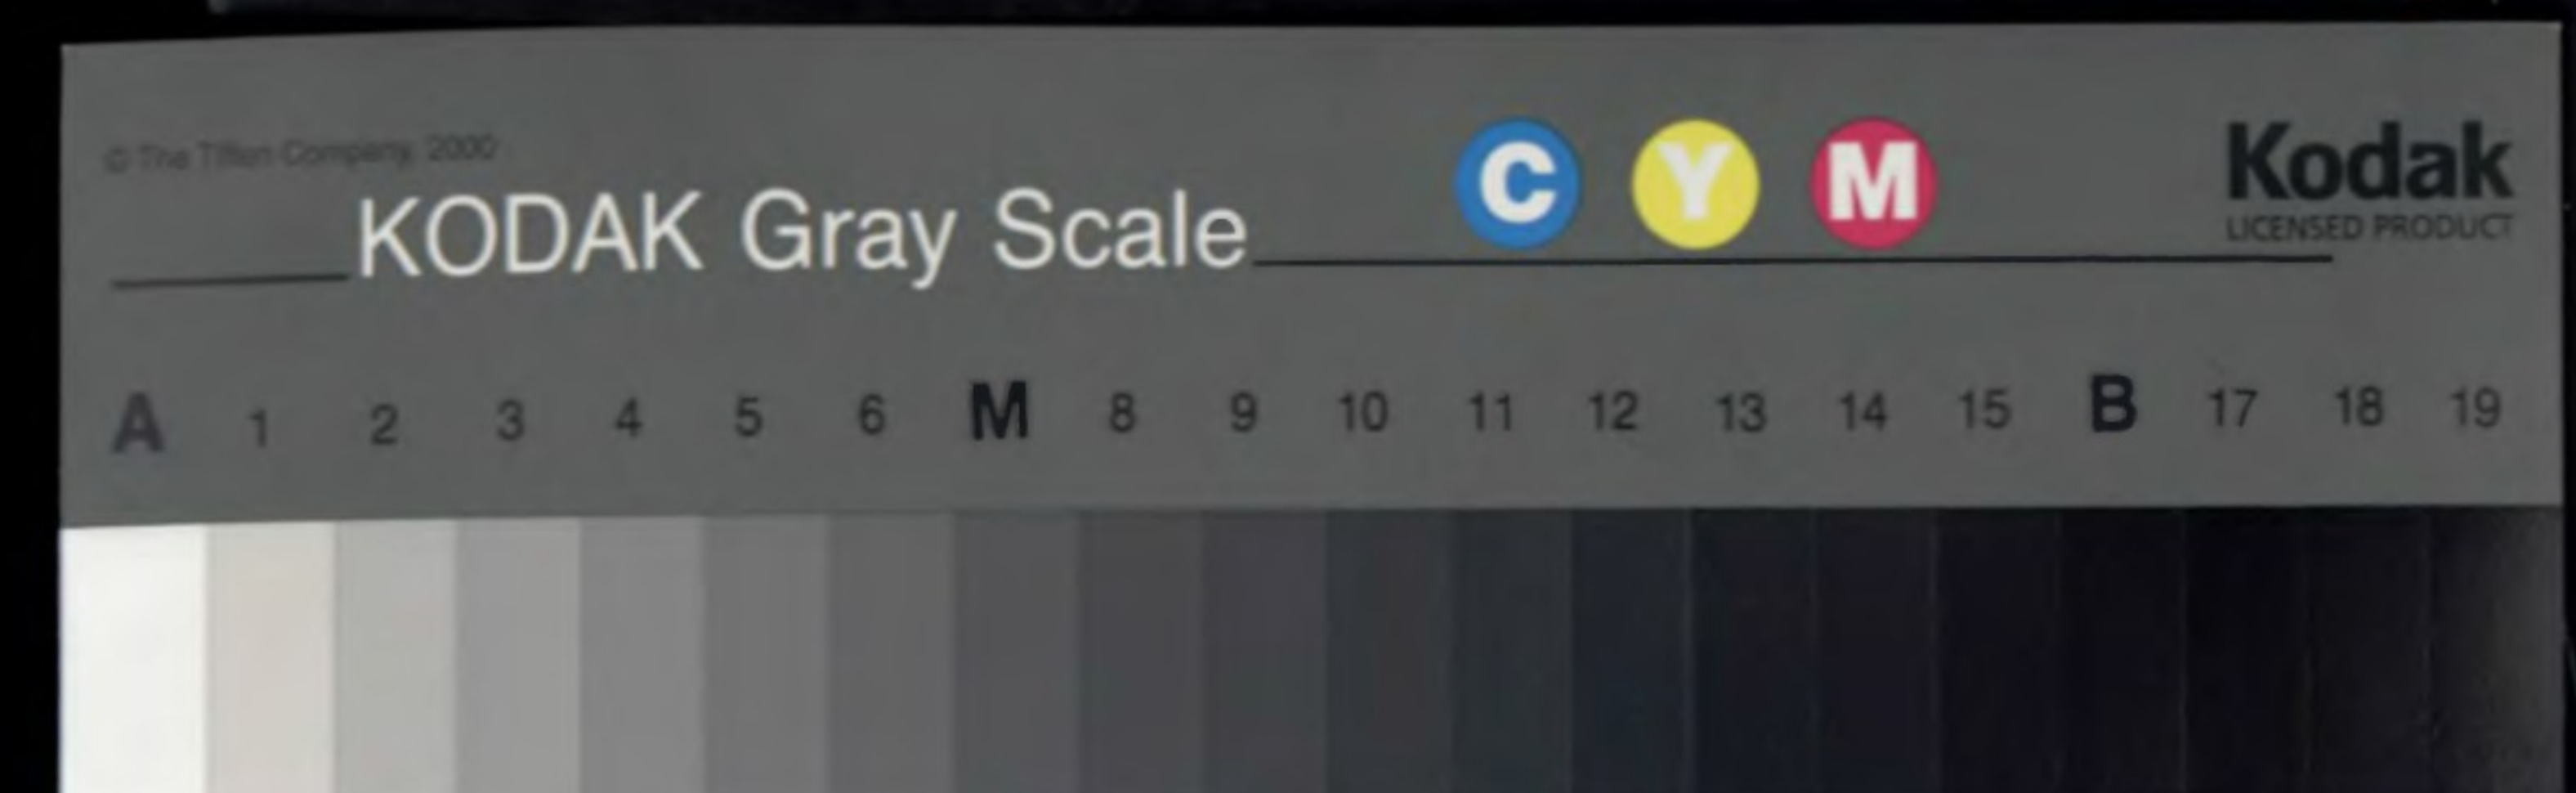 © The Tiffen Company, 2000
KODAK Gray Scale
C Y M
Kodak
LICENSED PRODUCT
A 1 2 3 4 5 6 M 8 9 10 11 12 13 14 15 B 17 18 19